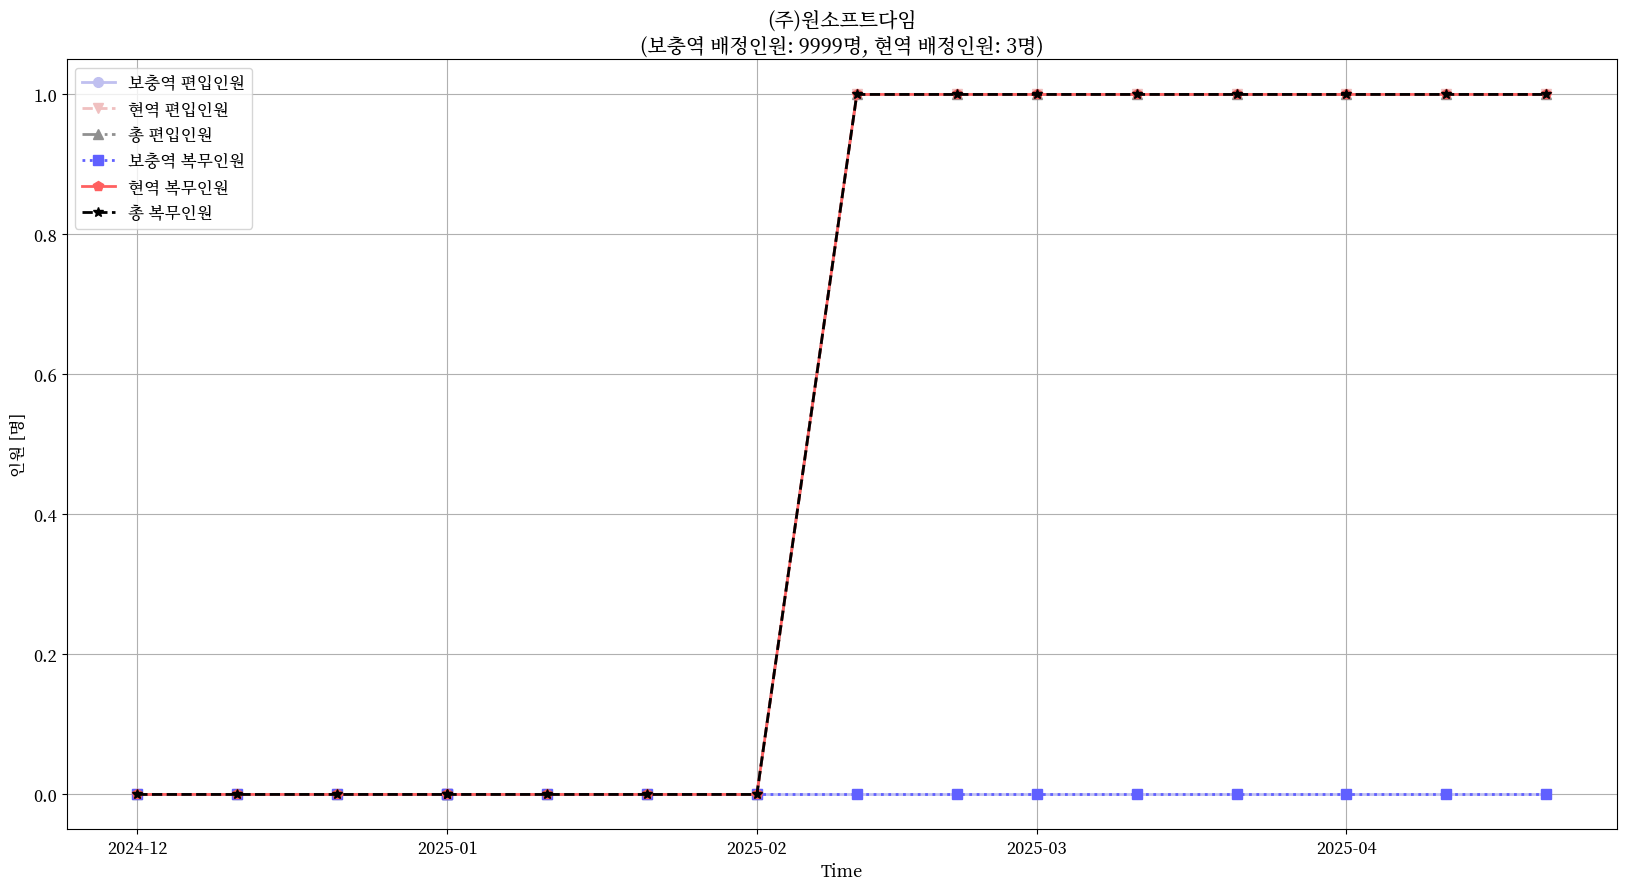 (주)원소프트다임
(보충역 배정인원: 9999명, 현역 배정인원: 3명)
보충역 편입인원
현역 편입인원
총 편입인원
보충역 복무인원
현역 복무인원
총 복무인원
1.0
0.8
0.6
0.4
0.2
0.0
인원 [명]
2024-12
2025-01
2025-02
2025-03
2025-04
Time